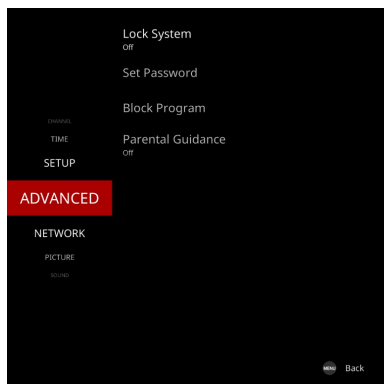 Lock System
Off
Set Password
Block Program
Parental Guidance
Off
CHANNEL
TIME
SETUP
ADVANCED
NETWORK
PICTURE
SOUND
MENU Back